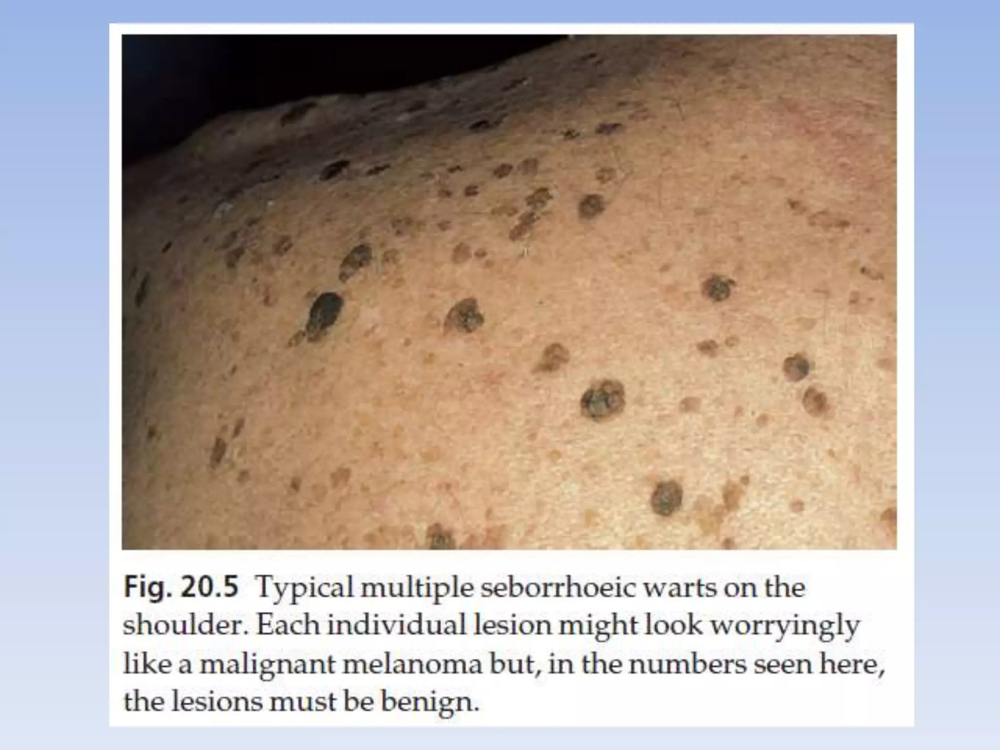 Fig. 20.5 Typical multiple seborrhoeic warts on the
shoulder. Each individual lesion might look worryingly
like a malignant melanoma but, in the numbers seen here,
the lesions must be benign.